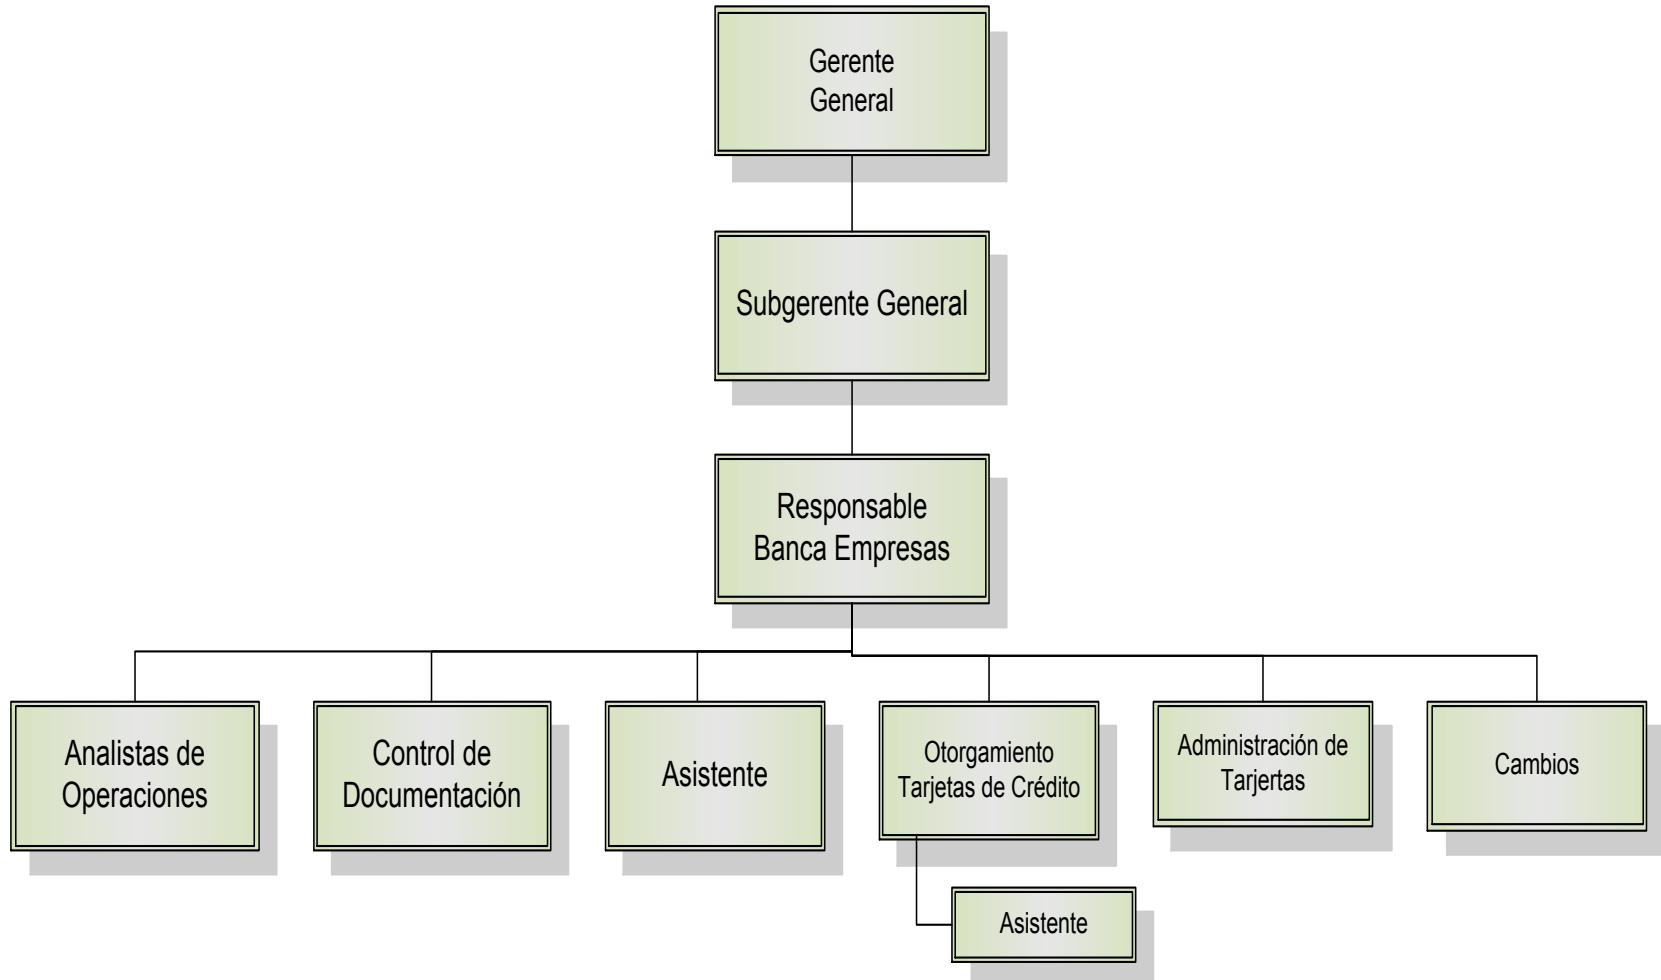 Gerente
General
Subgerente General
Responsable
Banca Empresas
Analistas de
Operaciones
Control de
Documentación
Asistente
Otorgamiento
Tarjetas de Crédito
Administración de
Tarjertas
Cambios
Asistente